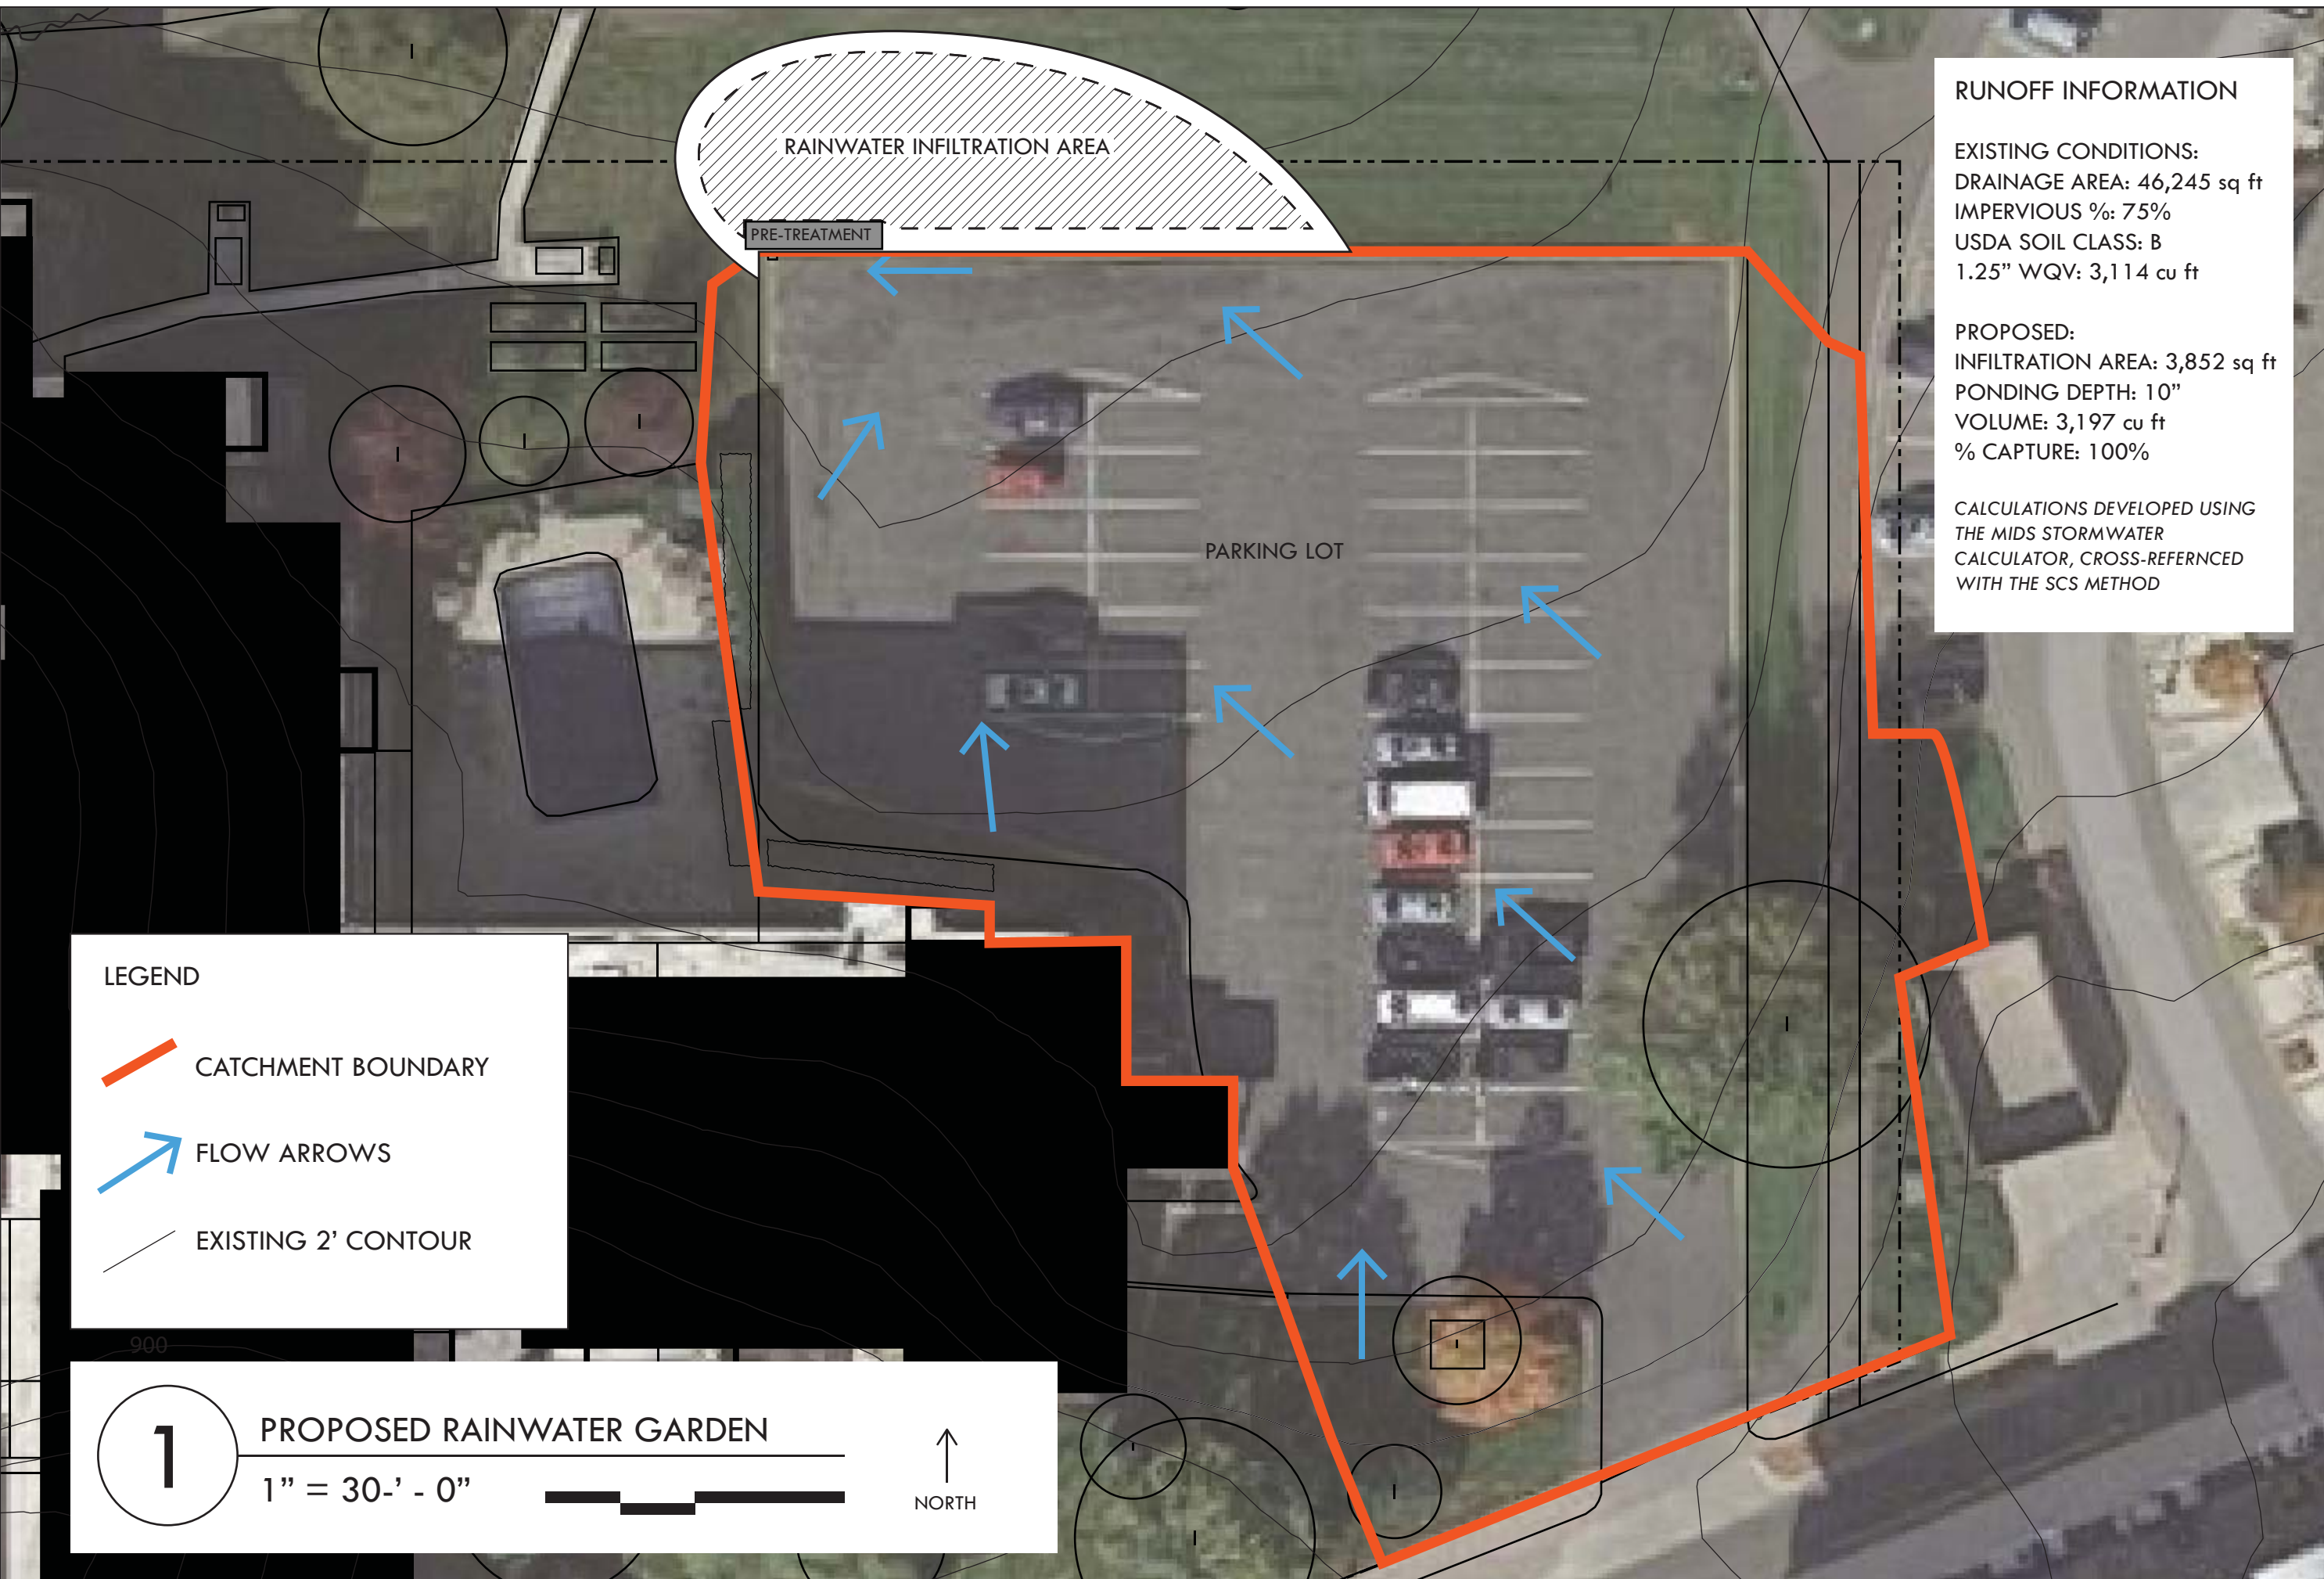 RAINWATER INFILTRATION AREA
PRE-TREATMENT
PARKING LOT
RUNOFF INFORMATION
EXISTING CONDITIONS:
DRAINAGE AREA: 46,245 sq ft
IMPERVIOUS %: 75%
USDA SOIL CLASS: B
1.25” WQV: 3,114 cu ft
PROPOSED:
INFILTRATION AREA: 3,852 sq ft
PONDING DEPTH: 10”
VOLUME: 3,197 cu ft
% CAPTURE: 100%
CALCULATIONS DEVELOPED USING
THE MIDS STORMWATER
CALCULATOR, CROSS-REFERNCED
WITH THE SCS METHOD
LEGEND
CATCHMENT BOUNDARY
FLOW ARROWS
EXISTING 2’ CONTOUR
900
1
PROPOSED RAINWATER GARDEN
1” = 30-’ - 0”
NORTH